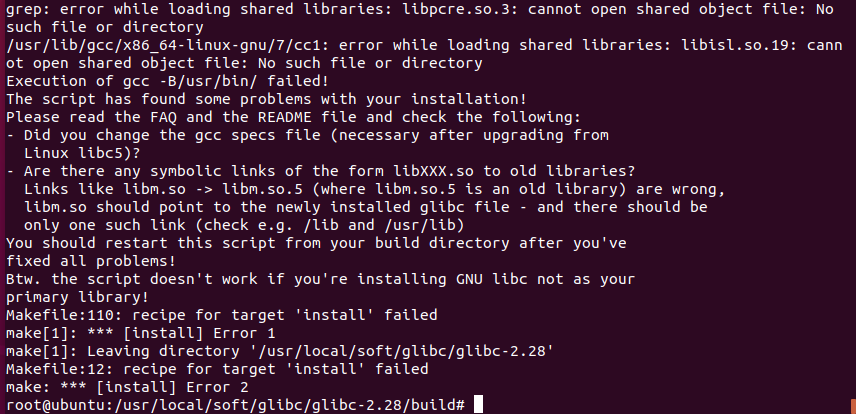 grep: error while loading shared libraries: libpcre.so.3: cannot open shared object file: No
such file or directory
/usr/lib/gcc/x86_64-linux-gnu/7/cc1: error while loading shared libraries: libisl.so.19: cann
ot open shared object file: No such file or directory
Execution of gcc -B/usr/bin/ failed!
The script has found some problems with your installation!
Please read the FAQ and the README file and check the following:
- Did you change the gcc specs file (necessary after upgrading from
  Linux libc5)?
- Are there any symbolic links of the form libXXX.so to old libraries?
  Links like libm.so -> libm.so.5 (where libm.so.5 is an old library) are wrong,
  libm.so should point to the newly installed glibc file - and there should be
  only one such link (check e.g. /lib and /usr/lib)
You should restart this script from your build directory after you've
fixed all problems!
Btw. the script doesn't work if you're installing GNU libc not as your
primary library!
Makefile:110: recipe for target 'install' failed
make[1]: *** [install] Error 1
make[1]: Leaving directory '/usr/local/soft/glibc/glibc-2.28'
Makefile:12: recipe for target 'install' failed
make: *** [install] Error 2
root@ubuntu:/usr/local/soft/glibc/glibc-2.28/build#